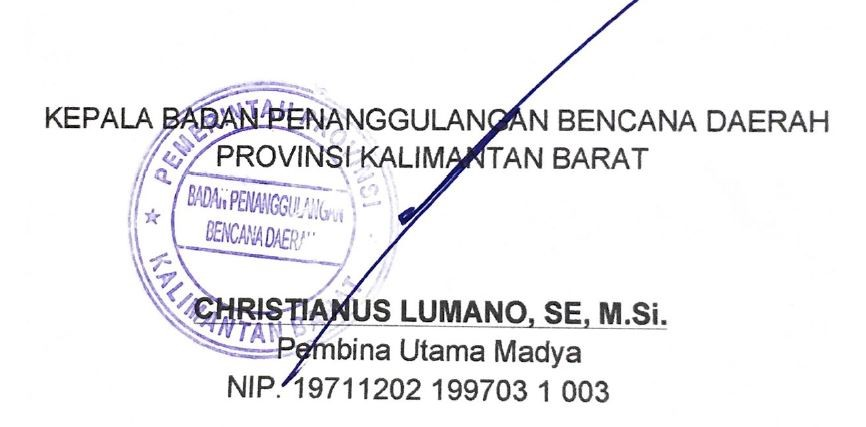 KEPALA BADAN PENANGGULANGAN BENCANA DAERAH
PROVINSI KALIMANTAN BARAT
PEMERINTAH PROVINSI
BADAN PENANGGULANGAN
BENCANA DAERAH
KALIMANTAN BARAT
CHRISTIANUS LUMANO, SE, M.Si.
Pembina Utama Madya
NIP. 19711202 199703 1 003